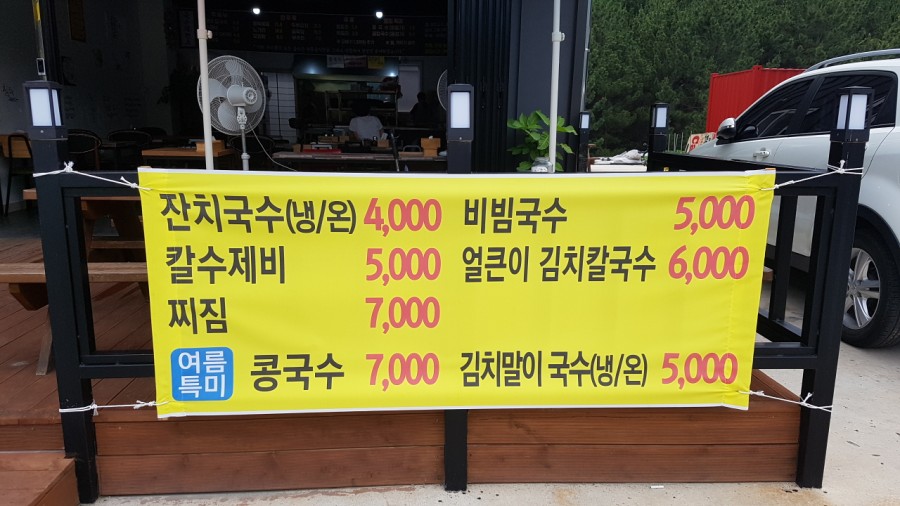 잔치국수(냉/온) 4,000 비빔국수 5,000
칼수제비 5,000 얼큰이 김치칼국수 6,000
찌짐 7,000
여름특미 콩국수 7,000 김치말이 국수(냉/온) 5,000